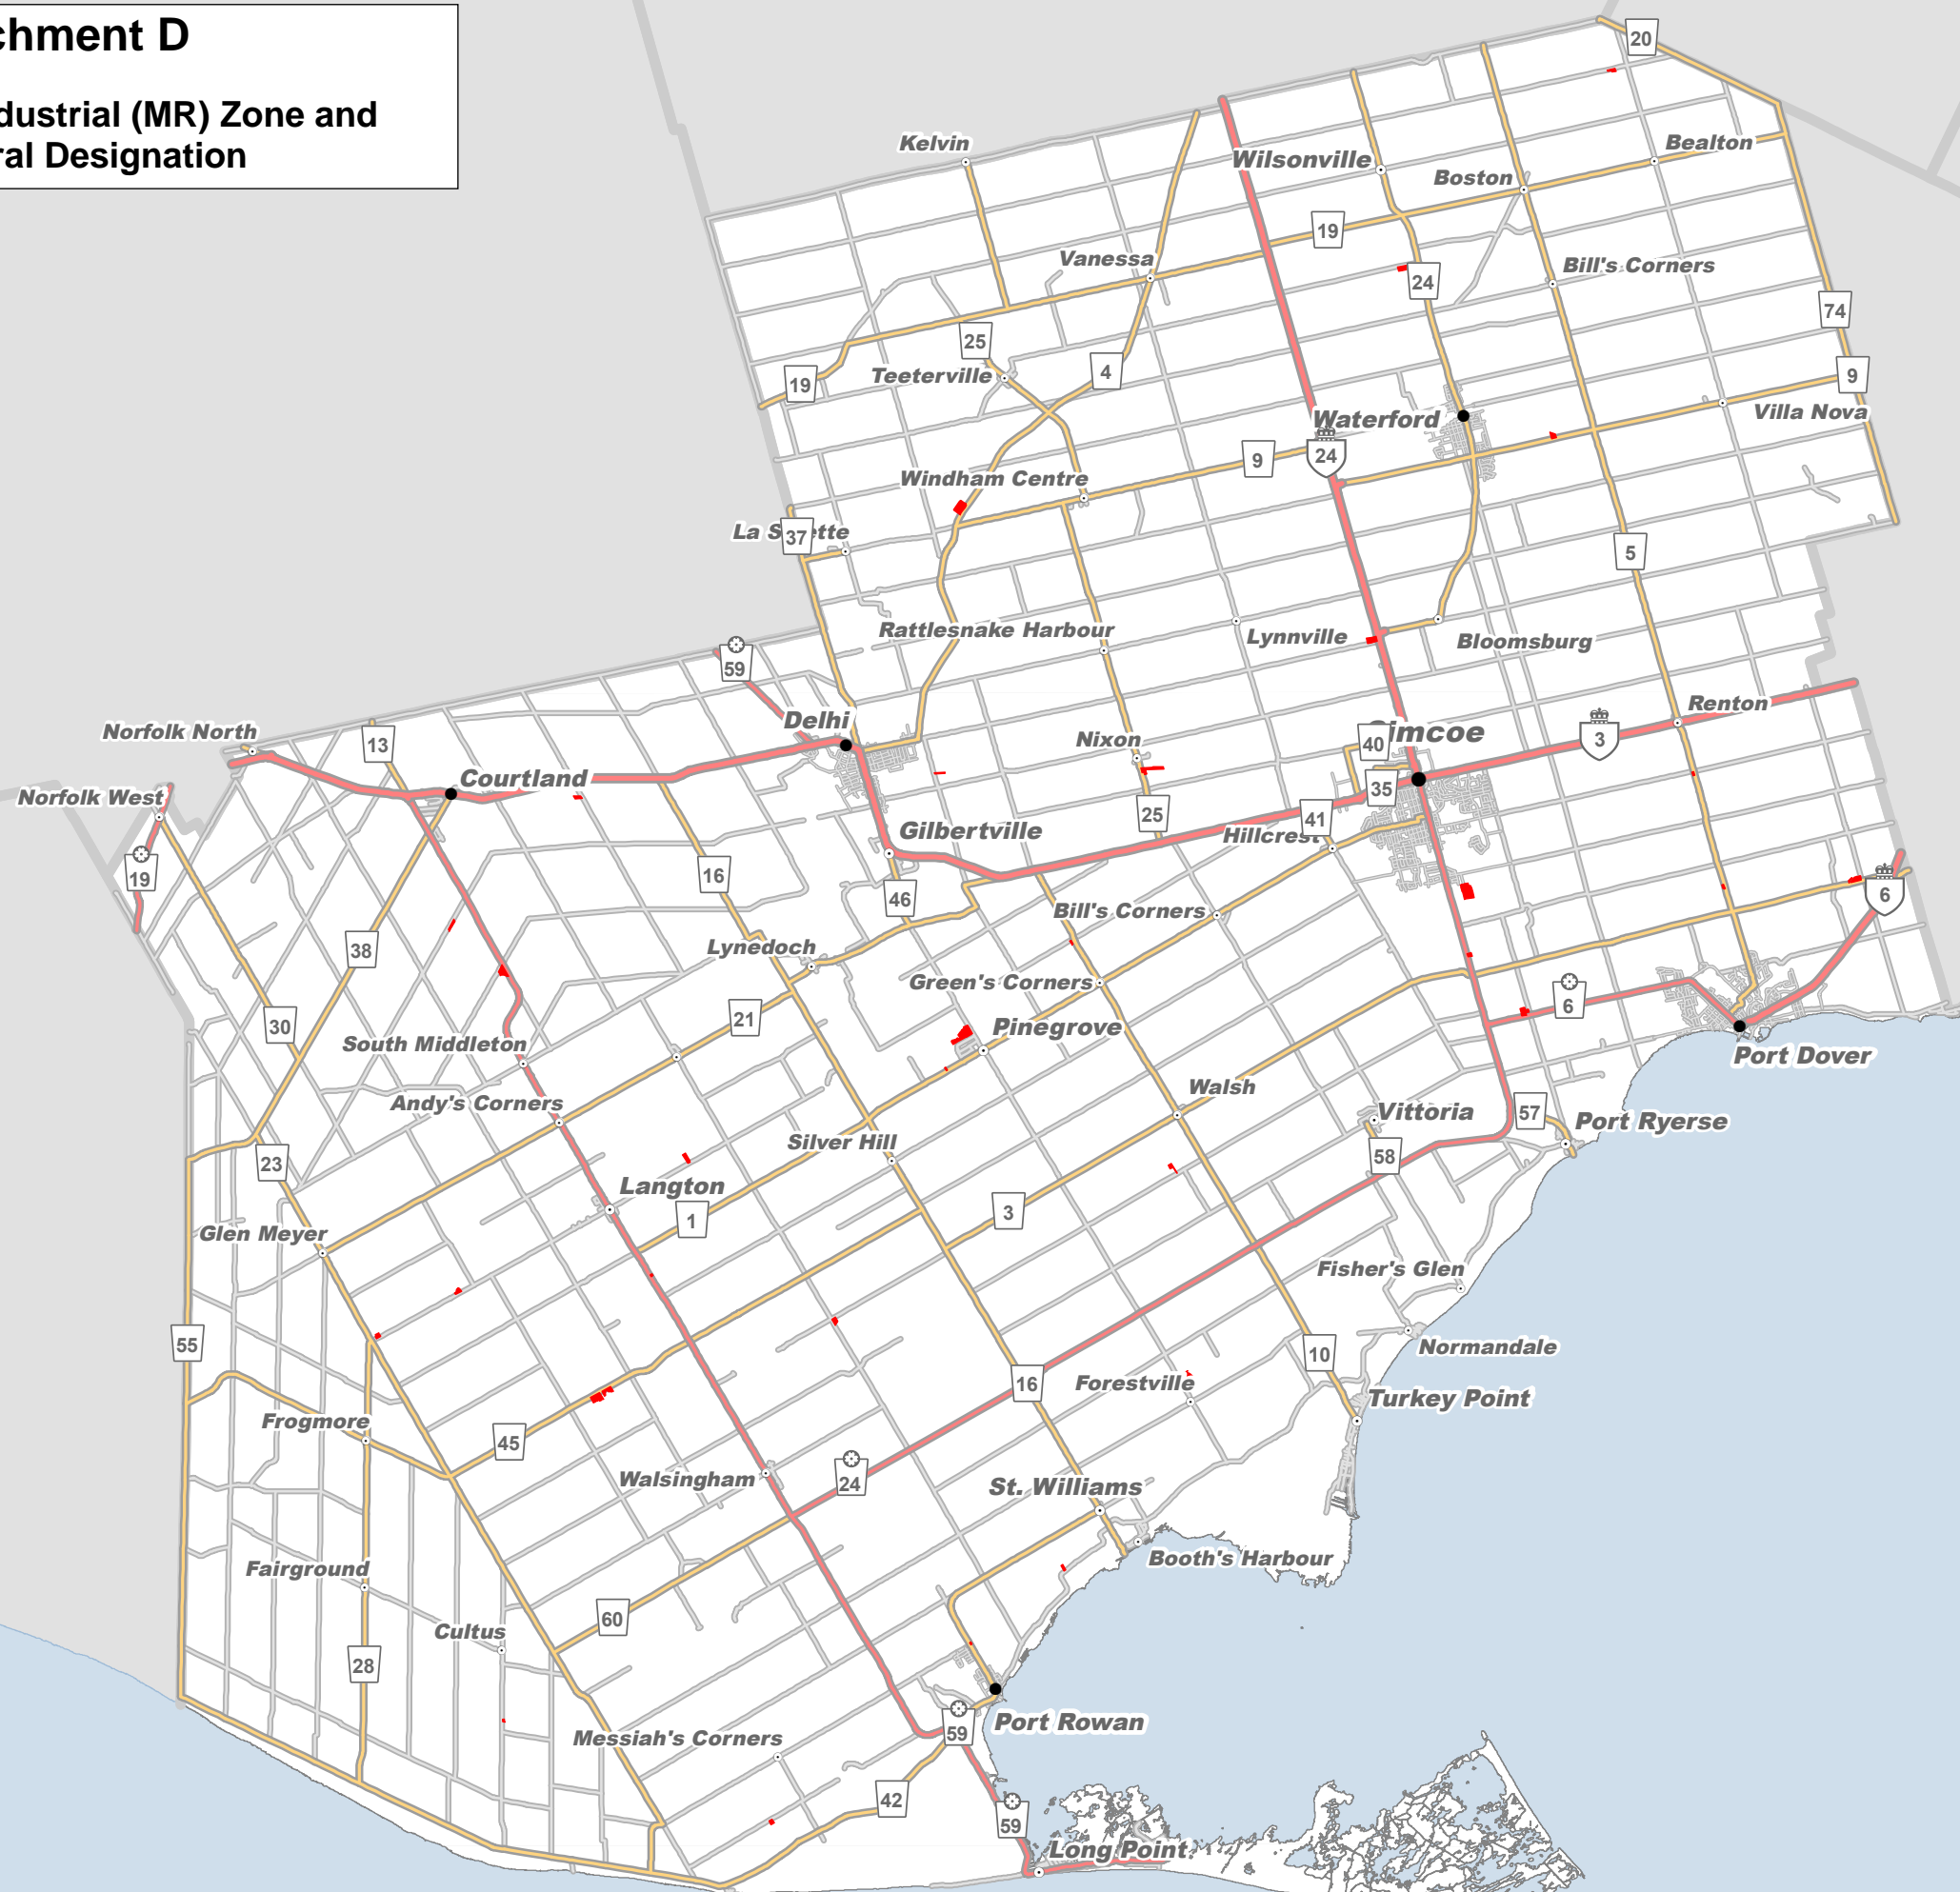 chment D
dustrial (MR) Zone and
ral Designation
20
Kelvin
Wilsonville
Bealton
Boston
19
Vanessa
Bill's Corners
24
74
25
Teeterville
4
19
9
Waterford
Villa Nova
24
9
Windham Centre
La S ette
37
5
Rattlesnake Harbour
Lynnville
Bloomsburg
59
Renton
Delhi
Norfolk North
13
Nixon
40
imcoe
3
Courtland
Norfolk West
35
25
41
Gilbertville
Hillcrest
19
16
46
6
Bill's Corners
38
Lynedoch
Green's Corners
6
30
21
Pinegrove
South Middleton
Port Dover
Andy's Corners
Walsh
Vittoria
57
Port Ryerse
Silver Hill
23
58
Langton
1
3
Glen Meyer
Fisher's Glen
55
10
Normandale
16
Forestville
Turkey Point
Frogmore
45
Walsingham
24
St. Williams
Fairground
Booth's Harbour
60
Cultus
28
Port Rowan
59
Messiah's Corners
42
59
Long Point